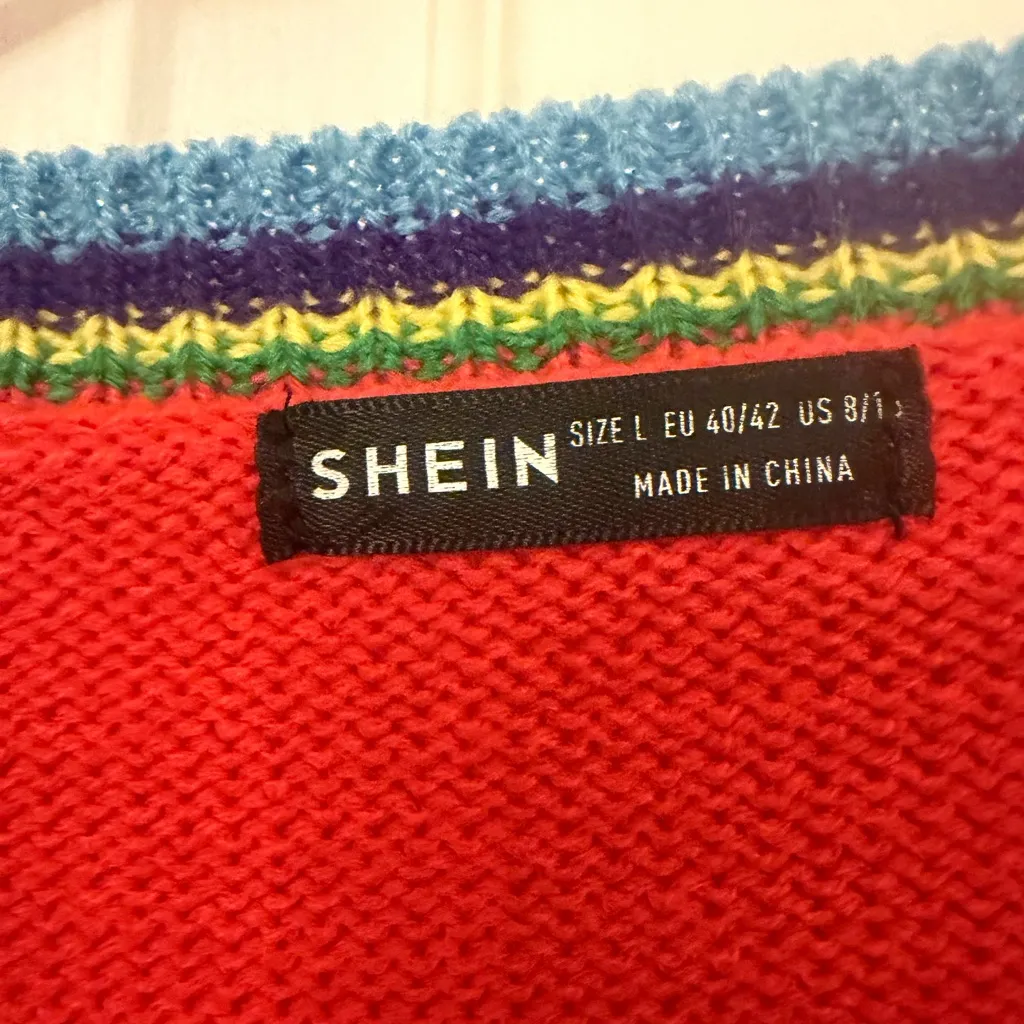 SHEIN
SIZE L EU 40/42 US 8/1
MADE IN CHINA